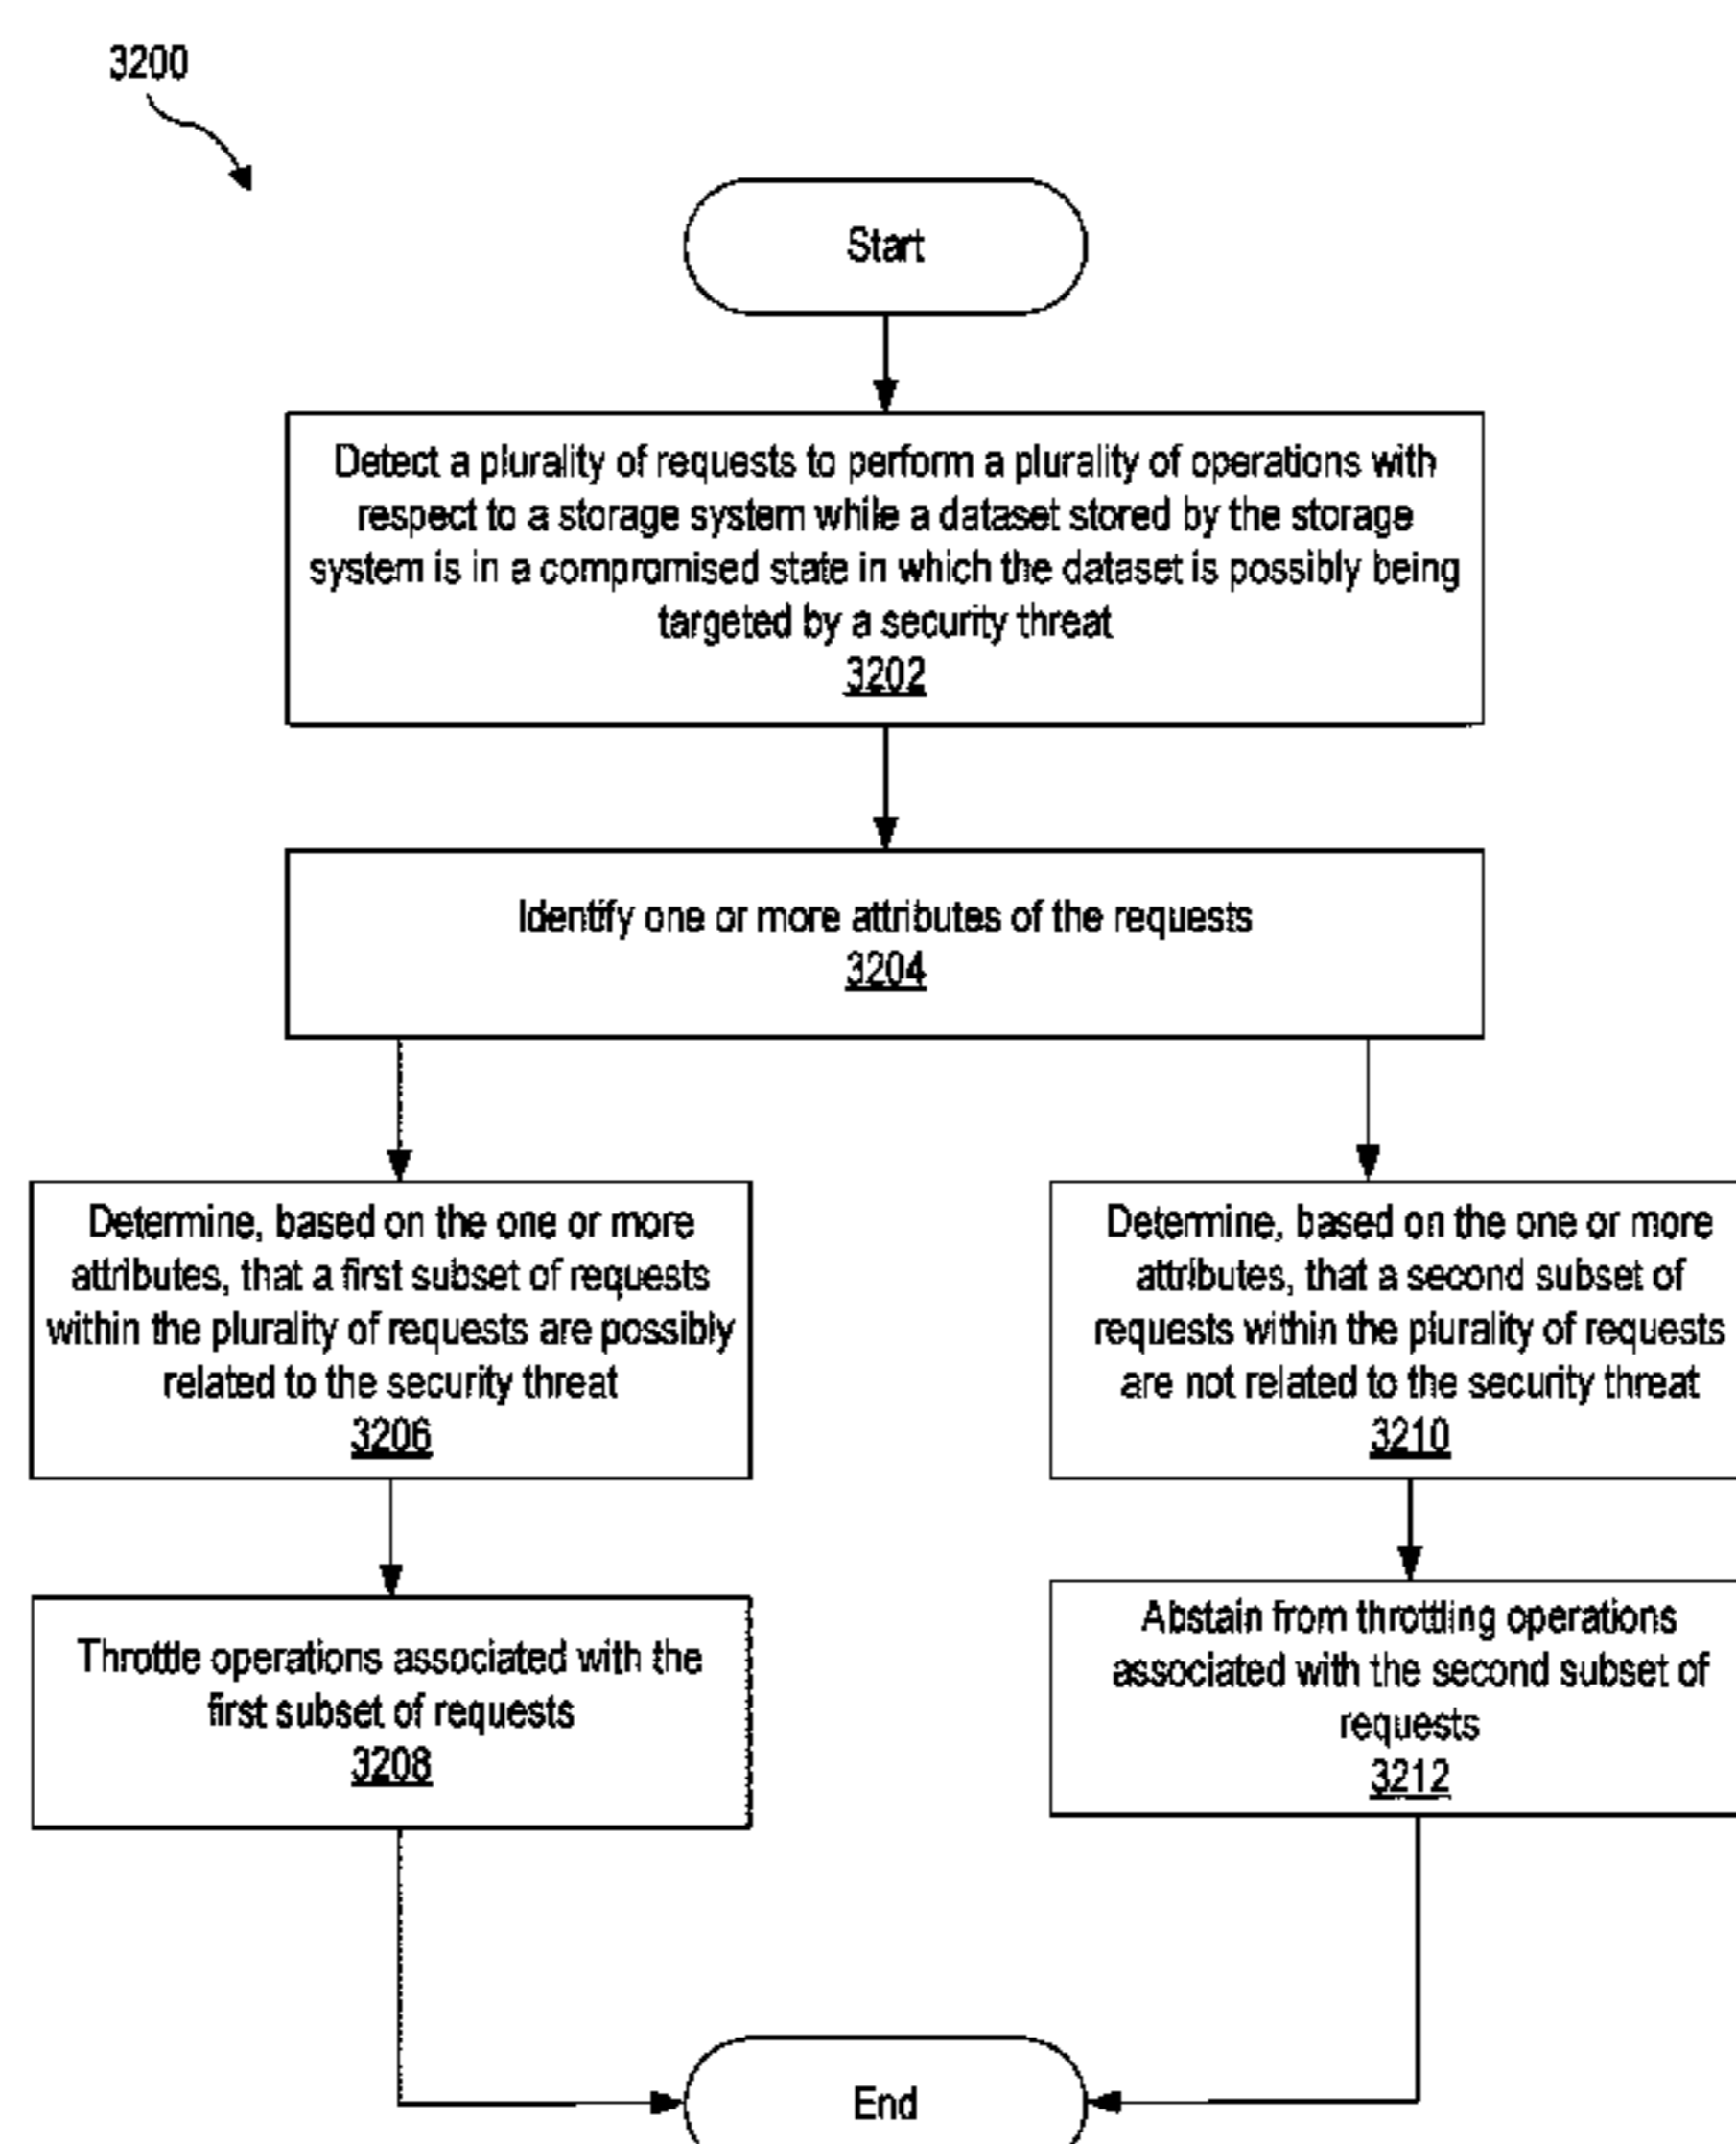 3200
Start
Detect a plurality of requests to perform a plurality of operations with
respect to a storage system while a dataset stored by the storage
system is in a compromised state in which the dataset is possibly being
targeted by a security threat
3202
Identify one or more attributes of the requests
3204
Determine, based on the one or more
attributes, that a first subset of requests
within the plurality of requests are possibly
related to the security threat
3206
Determine, based on the one or more
attributes, that a second subset of
requests within the plurality of requests
are not related to the security threat
3210
Throttle operations associated with the
first subset of requests
3208
Abstain from throttling operations
associated with the second subset of
requests
3212
End